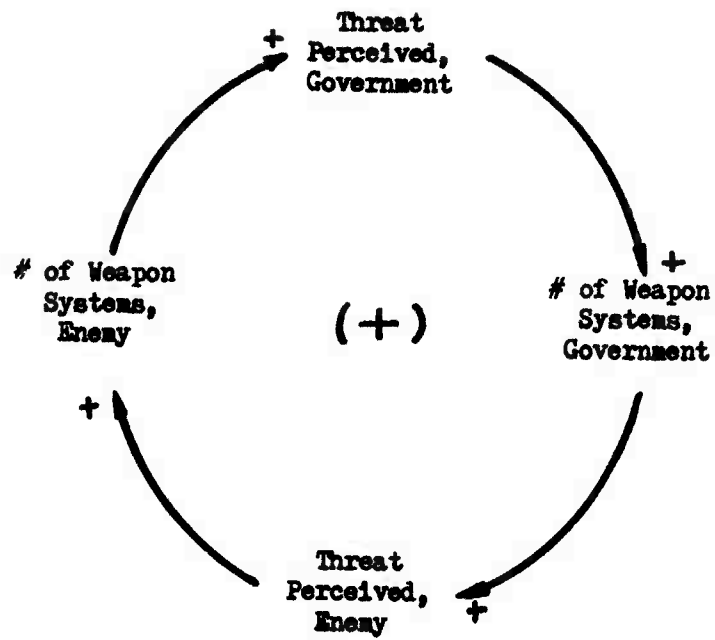 +
Threat
Perceived,
Government
+
# of Weapon
Systems,
Government
+
Threat
Perceived,
Enemy
+
# of Weapon
Systems,
Enemy
(+)